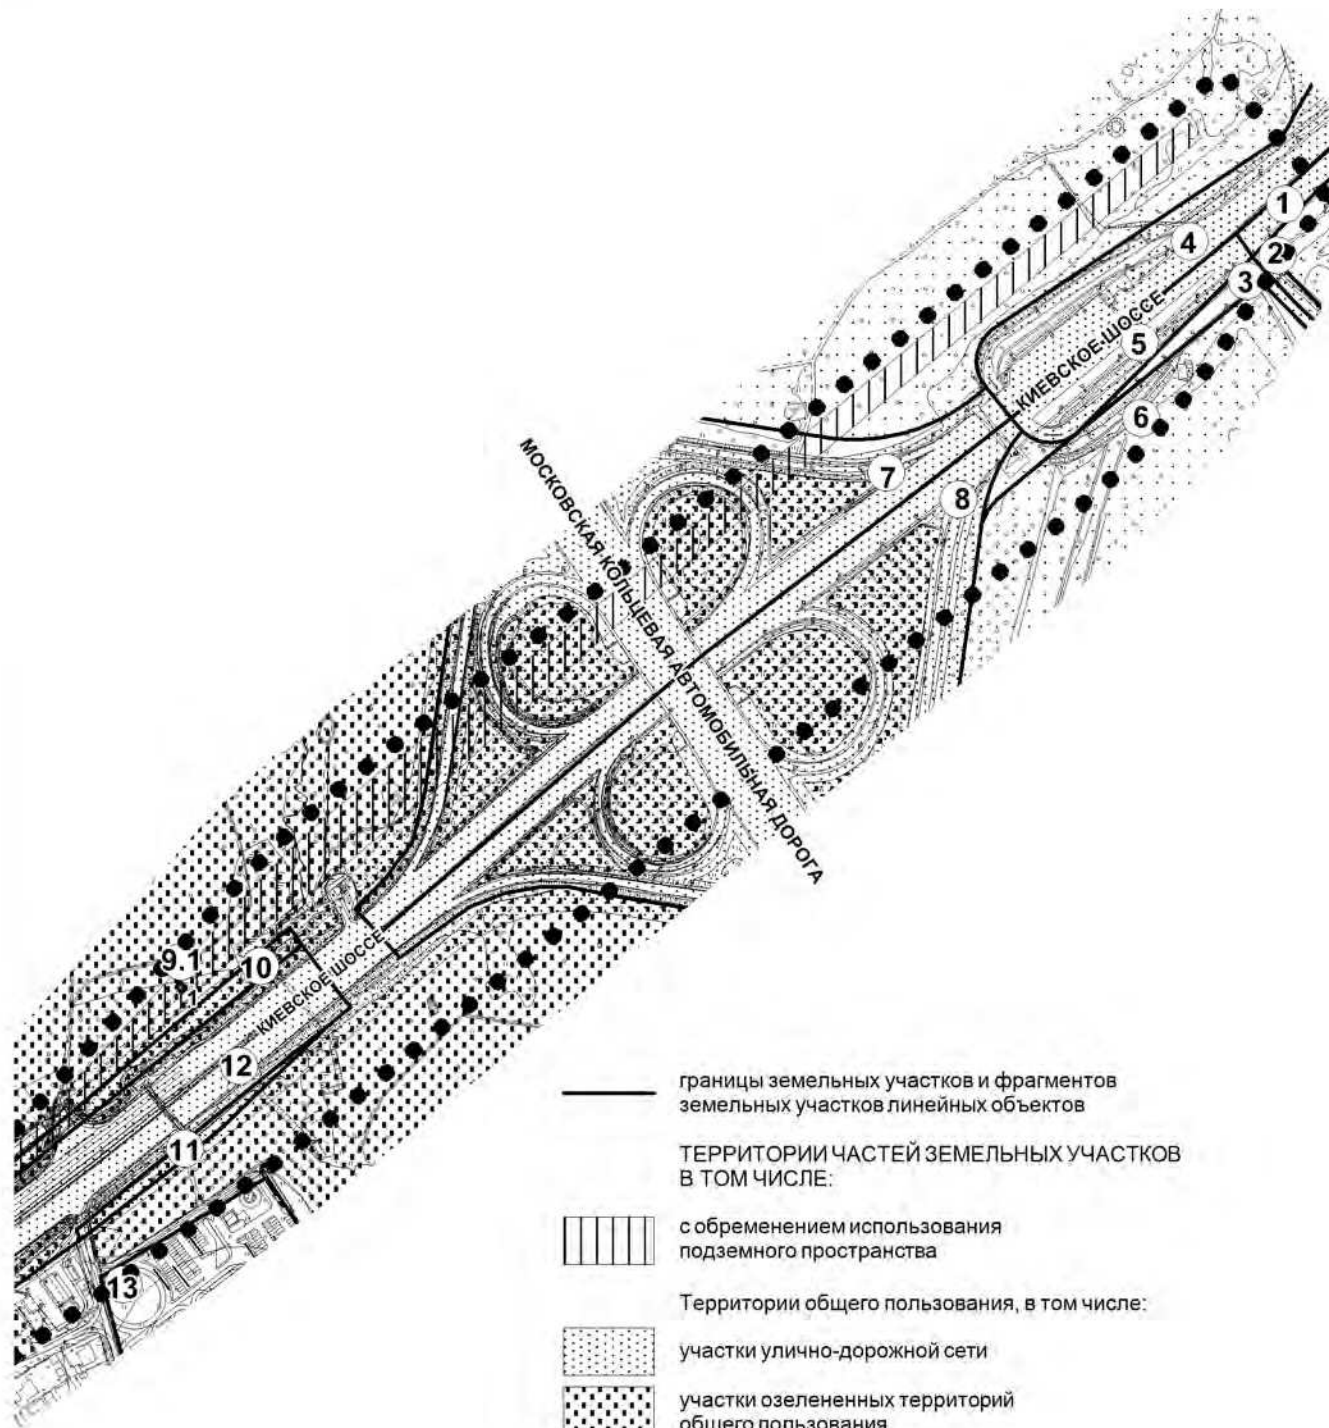 1
2
4
3
КИЕВСКОЕ ШОССЕ
5
6
МОСКОВСКАЯ КОЛЬЦЕВАЯ АВТОМОБИЛЬНАЯ ДОРОГА
7
8
9.1
10
КИЕВСКОЕ ШОССЕ
12
11
13
границы земельных участков и фрагментов
земельных участков линейных объектов
ТЕРРИТОРИИ ЧАСТЕЙ ЗЕМЕЛЬНЫХ УЧАСТКОВ
В ТОМ ЧИСЛЕ:
с обременением использования
подземного пространства
Территории общего пользования, в том числе:
участки улично-дорожной сети
участки озелененных территорий
общего пользования